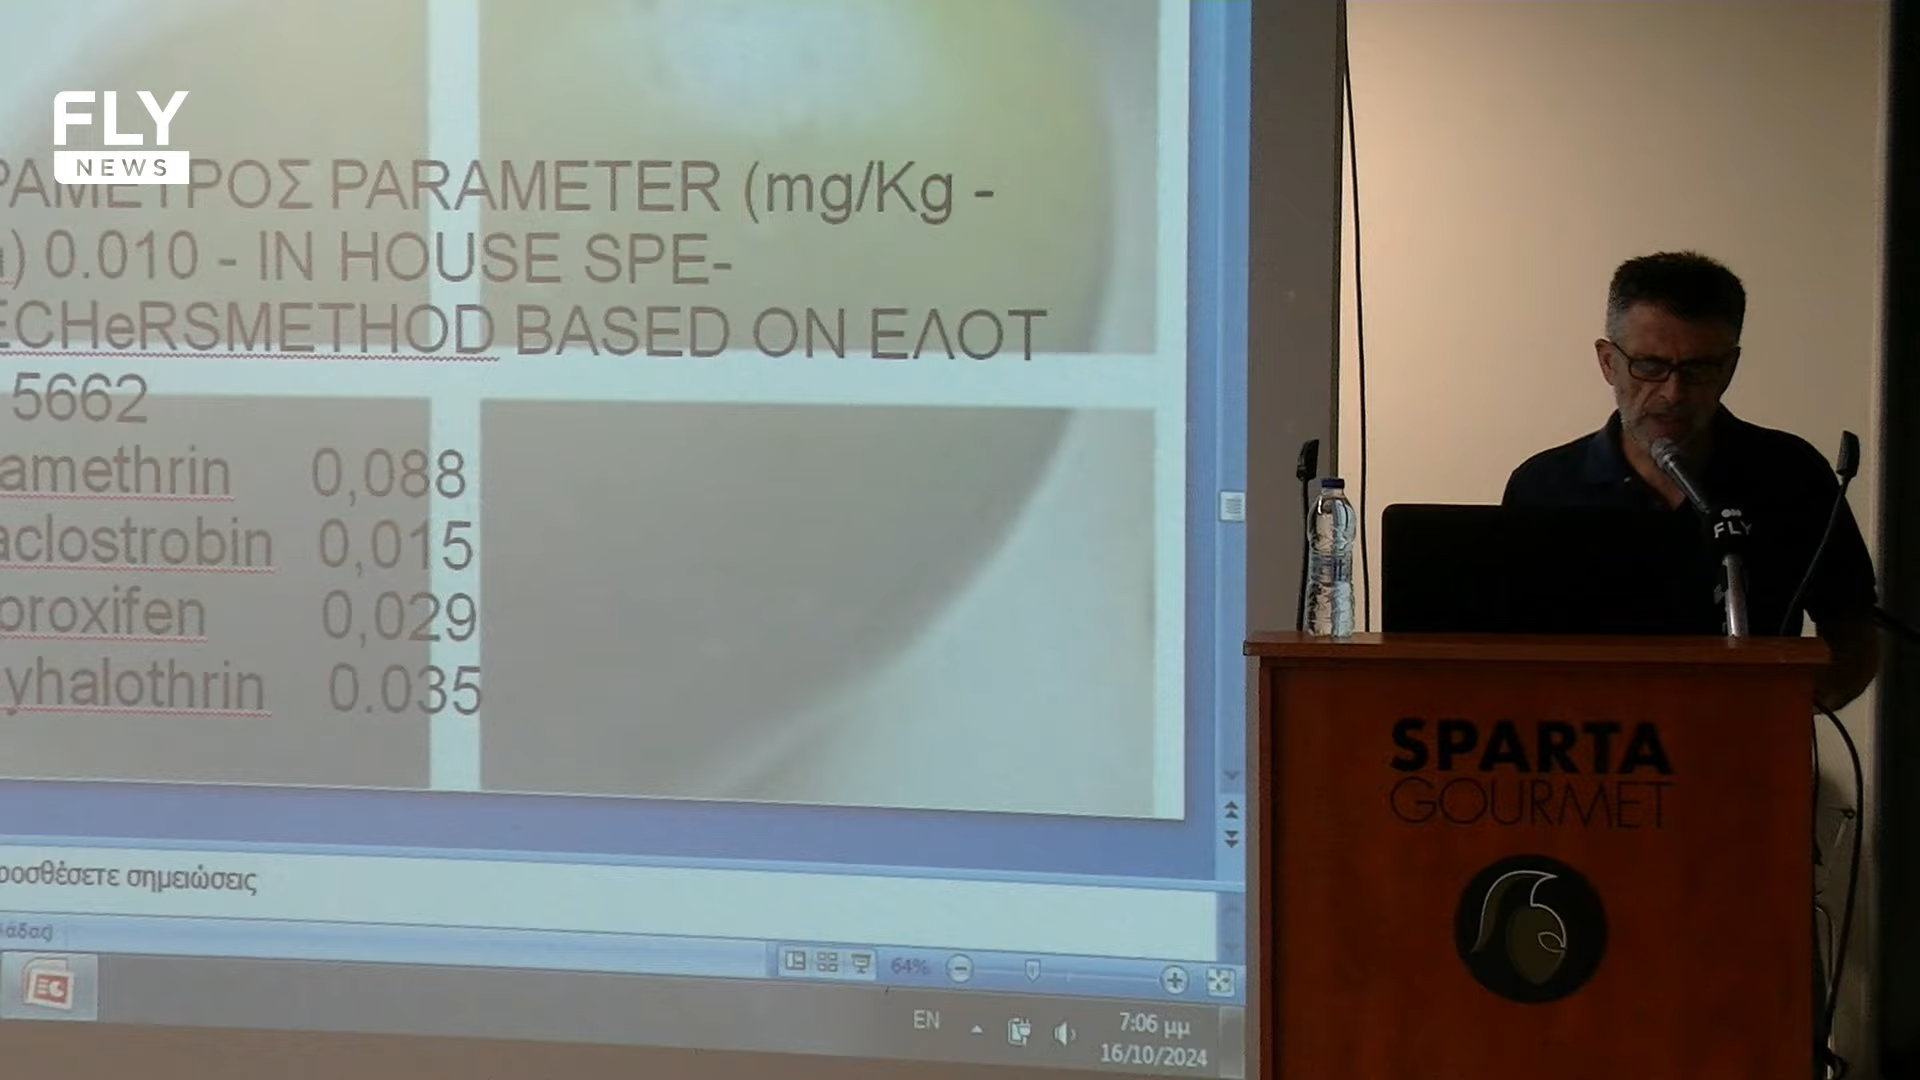 FLY
NEWS
ΡΑΜΕΤΡΟΣ PARAMETER (mg/Kg -
) 0.010 - IN HOUSE SPE-
ECHeRSMETHOD BASED ON ΕΛΟΤ
5662
amethrin 0,088
aclostrobin 0,015
proxifen 0,029
yhalothrin 0.035
ροσθέσετε σημειώσεις
λάδας)
64%
EN
7:06 μμ
16/10/2024
FLY
SPARTA
GOURMET